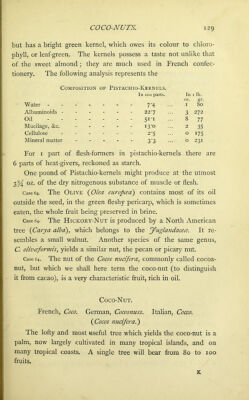 COCO-NUTS. 129
but has a bright green kernel, which owes its colour to chloro-
phyll, or leaf-green. The kernels possess a taste not unlike that
of the sweet almond; they are much used in French confec-
tionery. The following analysis represents the
COMPOSITION OF PISTACHIO-KERNELS.
In 100 parts. In 1 lb.
oz. gr.
Water - - - - - - - 7·4 ... 1 80
Albuminoids - - - - - - 22·7 ... 3 272
Oil - - - - - - - 51·1 ... 8 77
Mucilage, &c. - - - - - - 13·0 ... 2 35
Cellulose - - - - - - - 2·5 ... 0 175
Mineral matter - - - - - 3·3 ... 0 231
For 1 part of flesh-formers in pistachio-kernels there are
6 parts of heat-givers, reckoned as starch.
One pound of Pistachio-kernels might produce at the utmost
3¾ oz. of the dry nitrogenous substance of muscle or flesh.
Case 64. The OLIVE (Olea europæa) contains most of its oil
outside the seed, in the green fleshy pericarp, which is sometimes
eaten, the whole fruit being preserved in brine.
Case 64. The HICKORY-NUT is produced by a North American
tree (Carya alba), which belongs to the Juglandaceæ. It re-
sembles a small walnut. Another species of the same genus,
C. olivæformis, yields a similar nut, the pecan or picary nut.
Case 64. The nut of the Cocos nucifera, commonly called cocoa-
nut, but which we shall here term the coco-nut (to distinguish
it from cacao), is a very characteristic fruit, rich in oil.
COCO-NUT.
French, Coco. German, Cocosnuss. Italian, Cocco.
(Cocos nucifera.)
The lofty and most useful tree which yields the coco-nut is a
palm, now largely cultivated in many tropical islands, and on
many tropical coasts. A single tree will bear from 80 to 100
fruits.
K